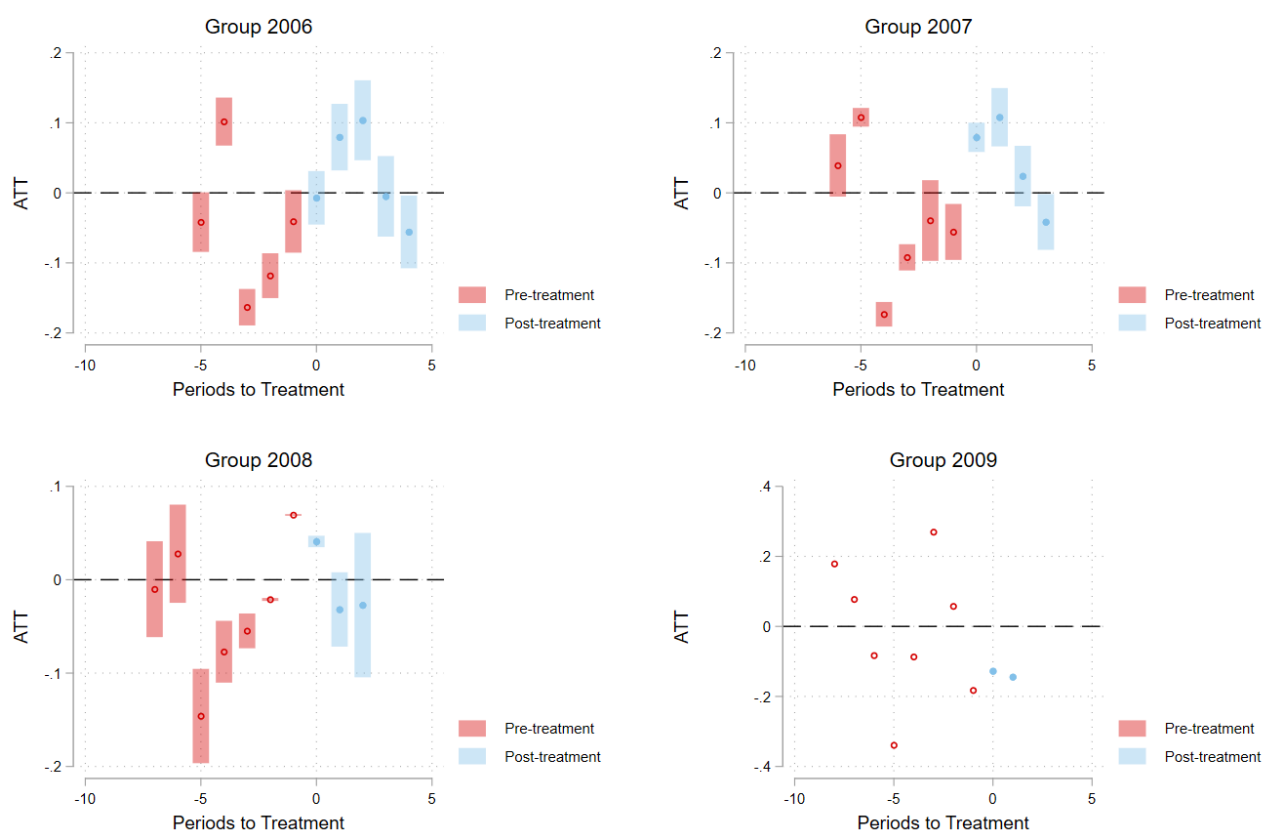 Group 2006
.2
.1
0
-.1
-.2
ATT
-10 -5 0 5
Periods to Treatment
Pre-treatment
Post-treatment
Group 2007
.2
.1
0
-.1
-.2
ATT
-10 -5 0 5
Periods to Treatment
Pre-treatment
Post-treatment
Group 2008
.1
0
-.1
-.2
ATT
-10 -5 0 5
Periods to Treatment
Pre-treatment
Post-treatment
Group 2009
.4
.2
0
-.2
-.4
ATT
-10 -5 0 5
Periods to Treatment
Pre-treatment
Post-treatment